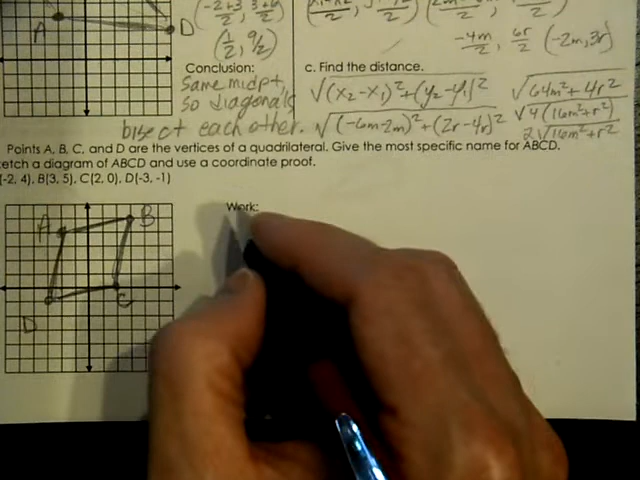 A D
-2+3/2, 3+6/2
(1/2, 9/2)
-4m/2, 6r/2 (-2m, 3r)
Conclusion:
Same midpt,
so diagonals
bisect each other.
c. Find the distance.
√(x₂-x₁)²+(y₂-y₁)²
√(-6m-2m)²+(2r-4r)²
√64m²+4r²
√4(16m²+r²)
2√16m²+r²
Points A, B, C, and D are the vertices of a quadrilateral. Give the most specific name for ABCD.
etch a diagram of ABCD and use a coordinate proof.
(-2, 4), B(3, 5), C(2, 0), D(-3, -1)
Work:
A B
C
D